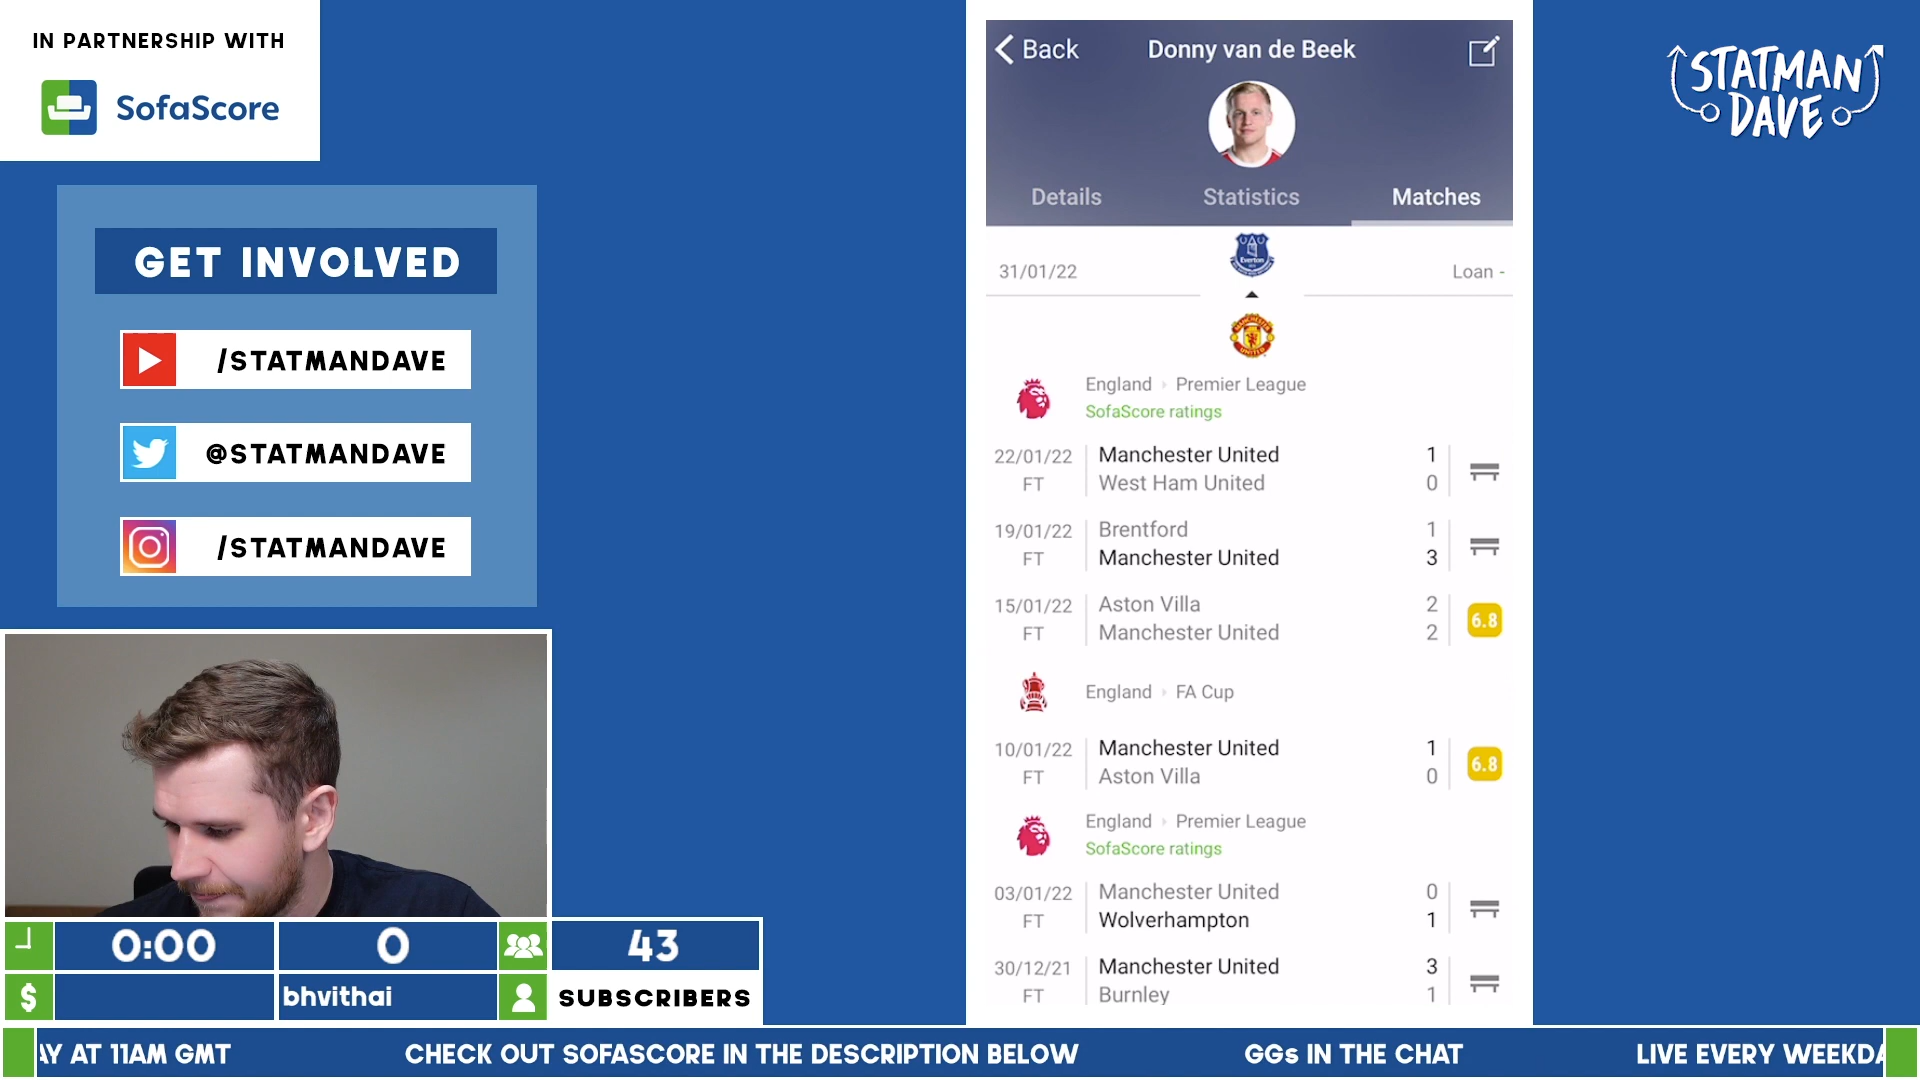 IN PARTNERSHIP WITH
SofaScore
GET INVOLVED
/STATMANDAVE
@STATMANDAVE
/STATMANDAVE
0:00
0
43
$
bhvithai
SUBSCRIBERS
Back
Donny van de Beek
Details
Statistics
Matches
Everton
31/01/22
Loan -
MANCHESTER
UNITED
England
Premier League
SofaScore ratings
22/01/22
FT
Manchester United 1
West Ham United 0
19/01/22
FT
Brentford 1
Manchester United 3
15/01/22
FT
Aston Villa 2
Manchester United 2
6.8
England
FA Cup
10/01/22
FT
Manchester United 1
Aston Villa 0
6.8
England
Premier League
SofaScore ratings
03/01/22
FT
Manchester United 0
Wolverhampton 1
30/12/21
FT
Manchester United 3
Burnley 1
STATMAN
DAVE
AY AT 11AM GMT CHECK OUT SOFASCORE IN THE DESCRIPTION BELOW GGs IN THE CHAT LIVE EVERY WEEKDA